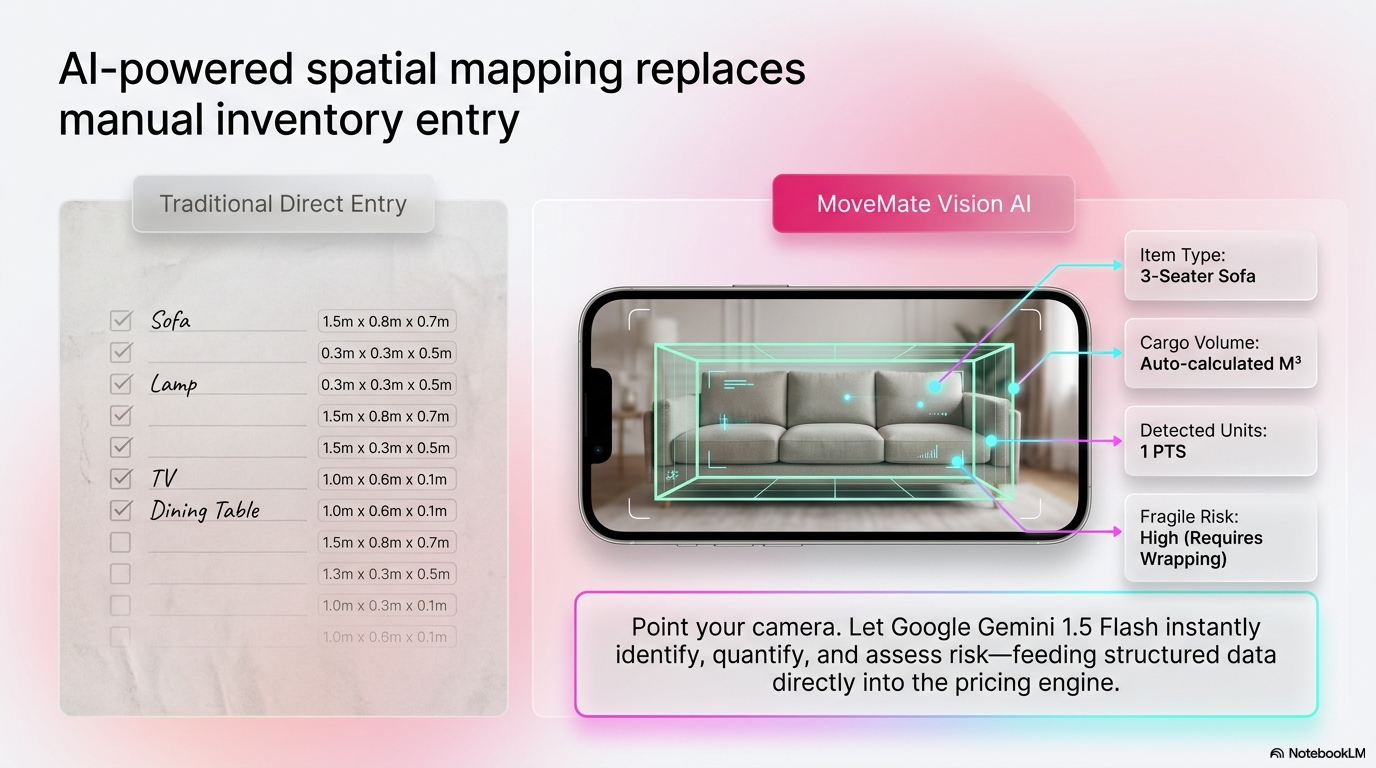 AI-powered spatial mapping replaces
manual inventory entry
Traditional Direct Entry
Sofa 1.5m x 0.8m x 0.7m
0.3m x 0.3m x 0.5m
Lamp 0.3m x 0.3m x 0.5m
1.5m x 0.8m x 0.7m
1.5m x 0.3m x 0.5m
TV 1.0m x 0.6m x 0.1m
Dining Table 1.0m x 0.6m x 0.1m
1.5m x 0.8m x 0.7m
1.3m x 0.3m x 0.5m
1.0m x 0.3m x 0.1m
1.0m x 0.6m x 0.1m
MoveMate Vision AI
Item Type:
3-Seater Sofa
Cargo Volume:
Auto-calculated M³
Detected Units:
1 PTS
Fragile Risk:
High (Requires
Wrapping)
Point your camera. Let Google Gemini 1.5 Flash instantly
identify, quantify, and assess risk—feeding structured data
directly into the pricing engine.
NotebookLM